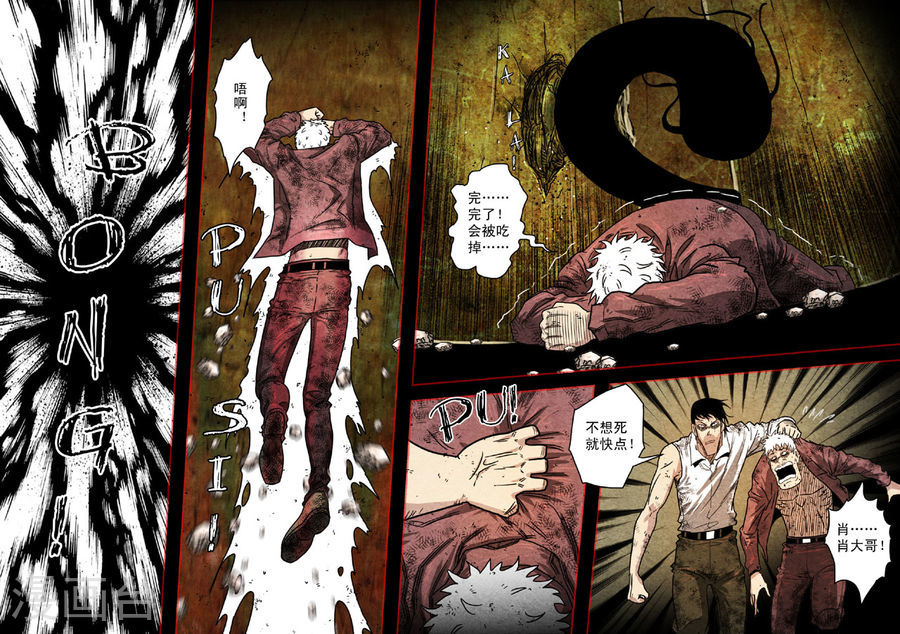 BONG!
唔
啊！
PU
SI!
KA
LA!
完……
完了！
会被吃
掉……
PU!
不想死
就快点！
肖……
肖大哥！
漫画台